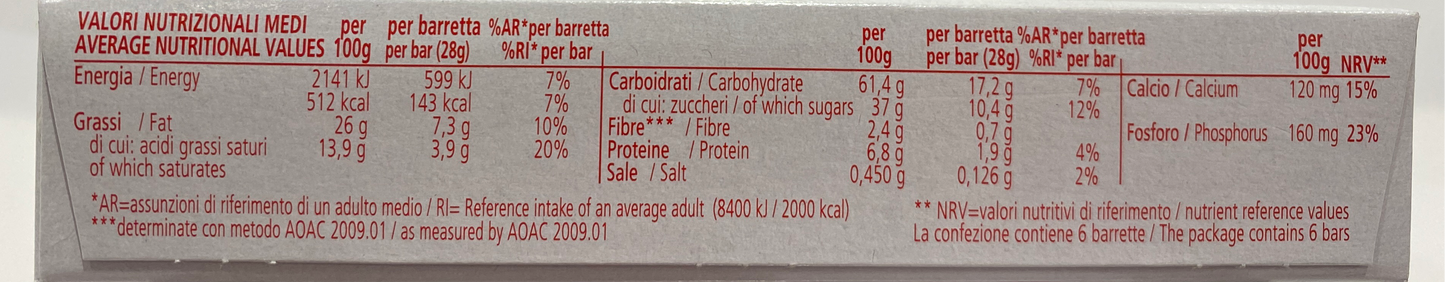 VALORI NUTRIZIONALI MEDI per per barretta %AR*per barretta
AVERAGE NUTRITIONAL VALUES 100g per bar (28g) %RI* per bar
Energia / Energy 2141 kJ 599 kJ 7%
512 kcal 143 kcal 7%
Grassi / Fat 26 g 7,3 g 10%
di cui: acidi grassi saturi 13,9 g 3,9 g 20%
of which saturates
per per barretta %AR*per barretta
100g per bar (28g) %RI* per bar
Carboidrati / Carbohydrate 61,4 g 17,2 g 7%
di cui: zuccheri / of which sugars 37 g 10,4 g 12%
Fibre*** / Fibre 2,4 g 0,7 g
Proteine / Protein 6,8 g 1,9 g 4%
Sale / Salt 0,450 g 0,126 g 2%
per
100g NRV**
Calcio / Calcium 120 mg 15%
Fosforo / Phosphorus 160 mg 23%
*AR=assunzioni di riferimento di un adulto medio / RI= Reference intake of an average adult (8400 kJ / 2000 kcal)
***determinate con metodo AOAC 2009.01 / as measured by AOAC 2009.01
** NRV=valori nutritivi di riferimento / nutrient reference values
La confezione contiene 6 barrette / The package contains 6 bars